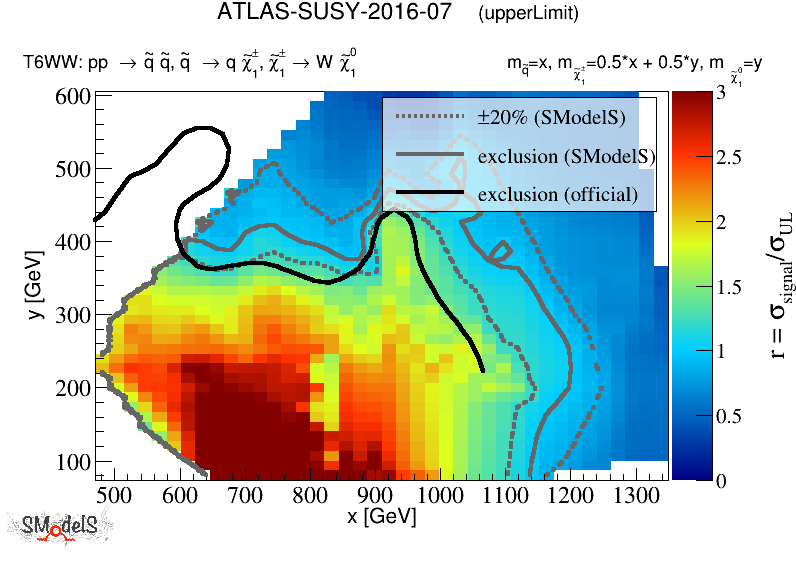 ATLAS-SUSY-2016-07 (upperLimit)
T6WW: pp → q̃ q̃, q̃ → q χ̃₁±, χ̃₁± → W χ̃₁⁰ m_q̃=x, m_χ̃₁±=0.5*x + 0.5*y, m_χ̃₁⁰=y
±20% (SModelS)
exclusion (SModelS)
exclusion (official)
600
500
400
300
200
100
y [GeV]
500 600 700 800 900 1000 1100 1200 1300
x [GeV]
3
2.5
2
1.5
1
0.5
0
r = σ_signal/σ_UL
SModelS